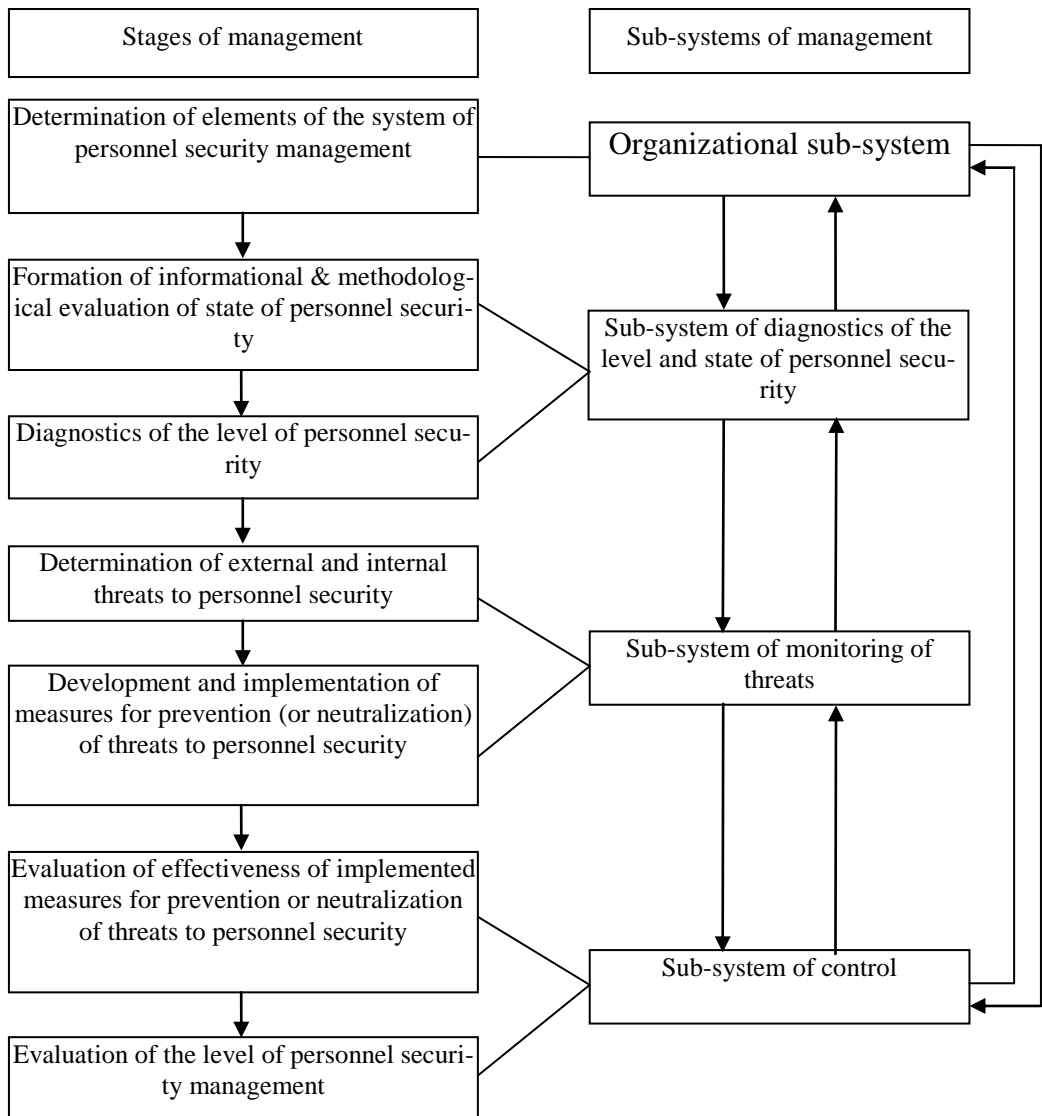 Stages of management
Sub-systems of management
Determination of elements of the system of
personnel security management
Organizational sub-system
Formation of informational & methodolog-
ical evaluation of state of personnel securi-
ty
Sub-system of diagnostics of the
level and state of personnel secu-
rity
Diagnostics of the level of personnel secu-
rity
Determination of external and internal
threats to personnel security
Sub-system of monitoring of
threats
Development and implementation of
measures for prevention (or neutralization)
of threats to personnel security
Evaluation of effectiveness of implemented
measures for prevention or neutralization
of threats to personnel security
Sub-system of control
Evaluation of the level of personnel securi-
ty management